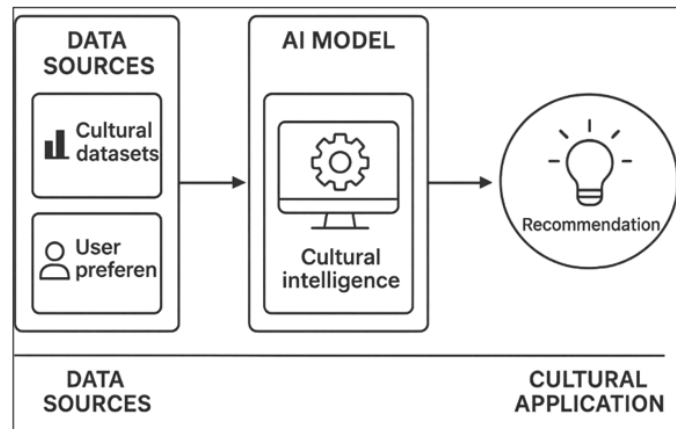 DATA
SOURCES
Cultural
datasets
User
preferen
AI MODEL
Cultural
intelligence
Recommendation
DATA
SOURCES
CULTURAL
APPLICATION